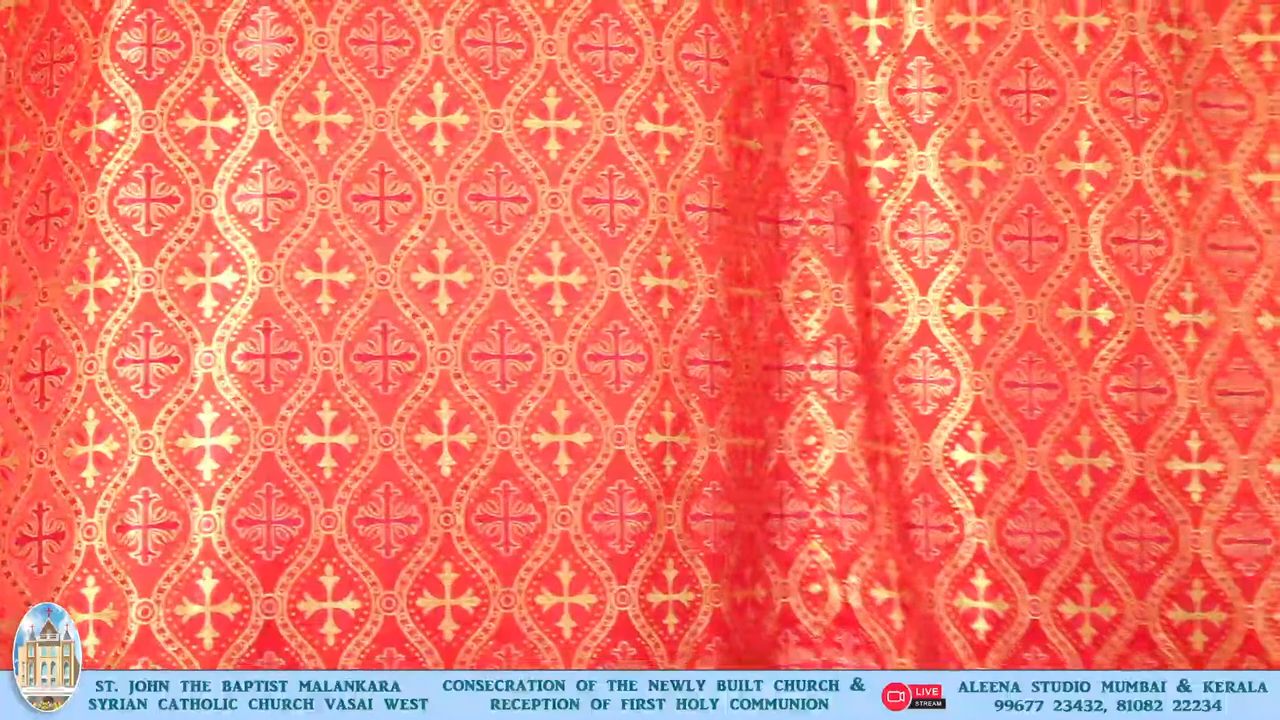 ST. JOHN THE BAPTIST MALANKARA
SYRIAN CATHOLIC CHURCH VASAI WEST
CONSECRATION OF THE NEWLY BUILT CHURCH &
RECEPTION OF FIRST HOLY COMMUNION
LIVE
STREAM
ALEENA STUDIO MUMBAI & KERALA
99677 23432, 81082 22234